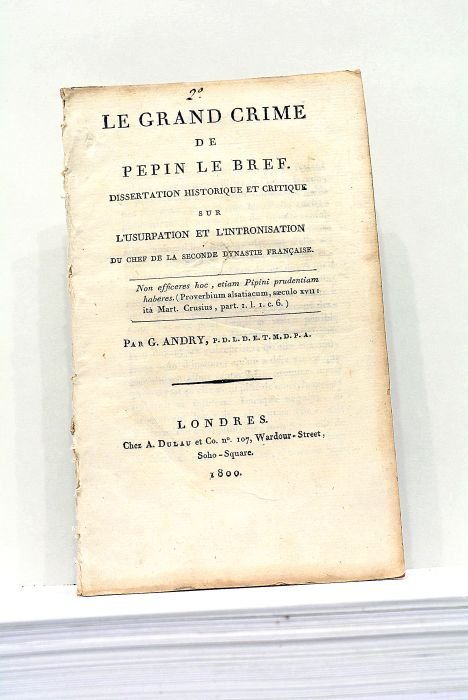 2º
LE GRAND CRIME
DE
PEPIN LE BREF.
DISSERTATION HISTORIQUE ET CRITIQUE
SUR
L'USURPATION ET L'INTRONISATION
DU CHEF DE LA SECONDE DYNASTIE FRANÇAISE.
Non efficeres hoc, etiam Pipini prudentiam
haberes. (Proverbium alsatiacum, sæculo XVII:
ità Mart. Crusius, part. 1. l. 1. c. 6.)
PAR G. ANDRY, P. D. L. D. E. T. M. D. P. A.
LONDRES.
Chez A. DULAU et Co. nº. 107, Wardour-Street,
Soho-Square.
1800.